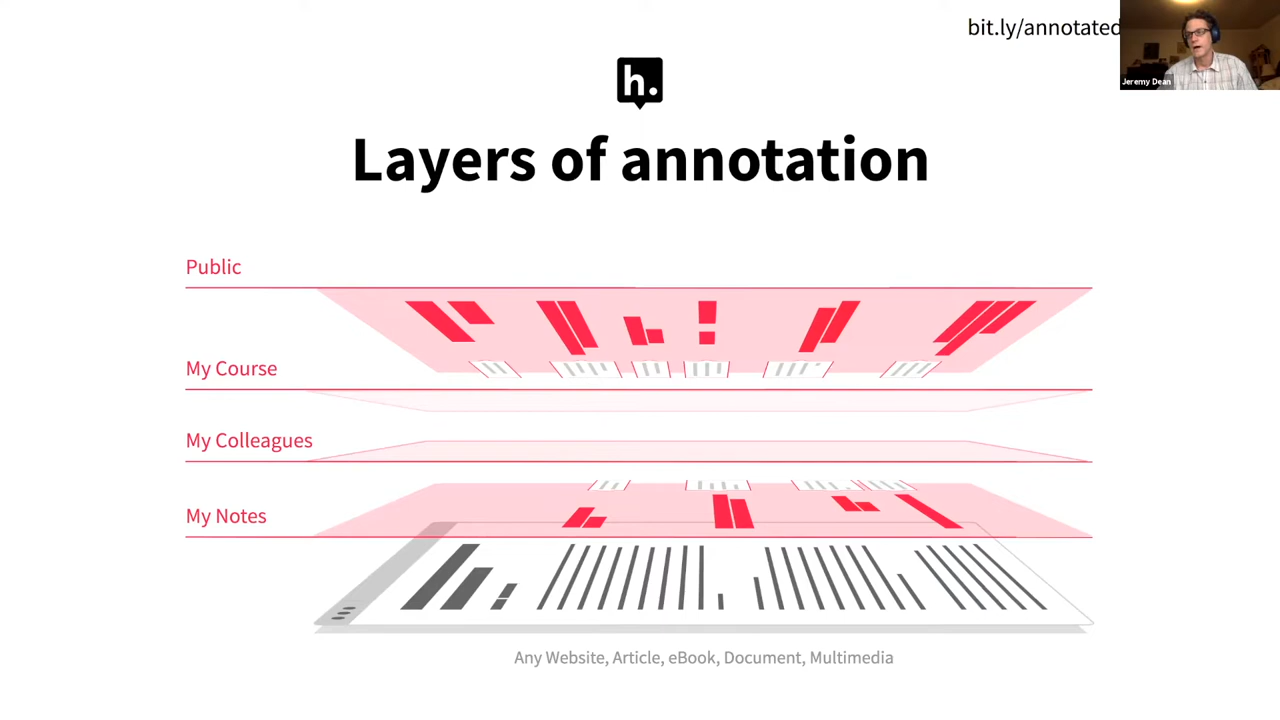 bit.ly/annotated
Jeremy Dean
h.
Layers of annotation
Public
My Course
My Colleagues
My Notes
Any Website, Article, eBook, Document, Multimedia